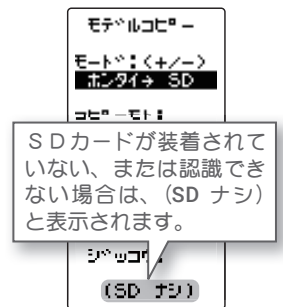 モデルコピー
モード:(+/−)
ホンタイ→ SD
コピーモト:
SDカードが装着されて
いない、または認識でき
ない場合は、(SD ナシ)
と表示されます。
ジッコウ:
(SD ナシ)